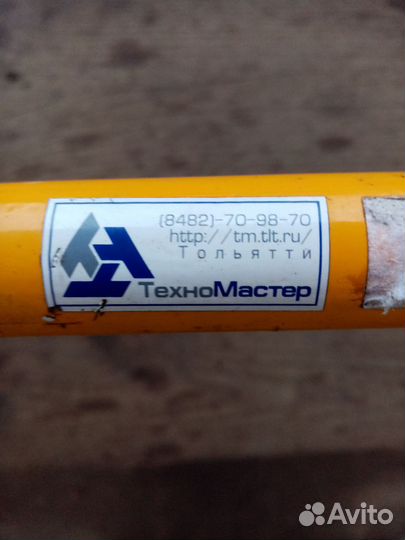 (8482)-70-98-70
http://tm.tlt.ru/
Тольятти
ТехноМастер
Avito